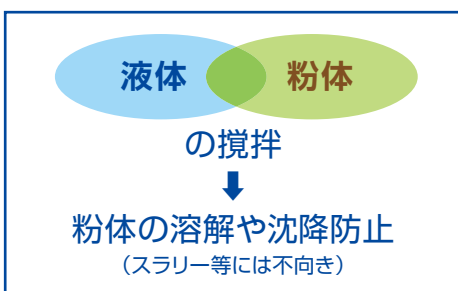 液体 粉体
の撹拌
⬇
粉体の溶解や沈降防止
（スラリー等には不向き）